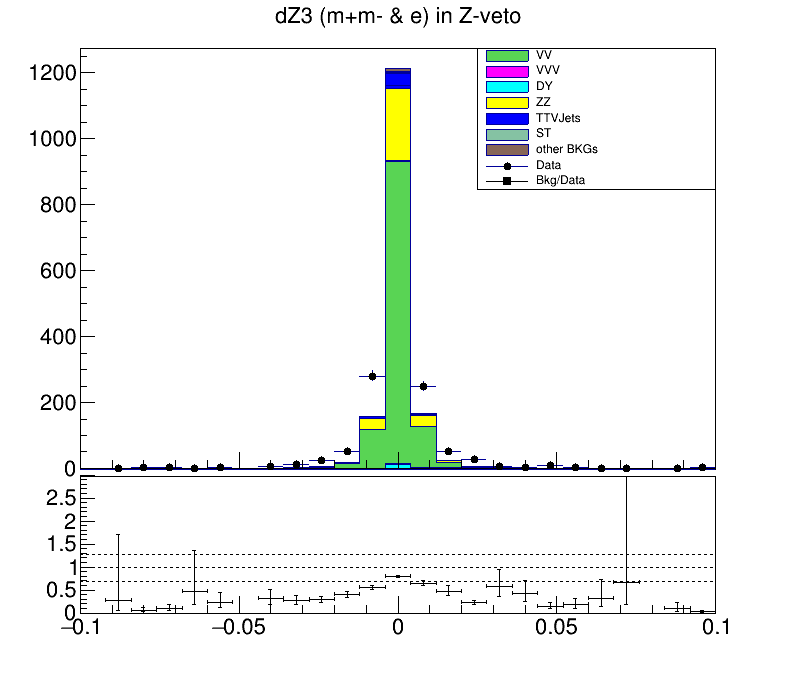 dZ3 (m+m- & e) in Z-veto
1200
1000
800
600
400
200
0
VV
VVV
DY
ZZ
TTVJets
ST
other BKGs
Data
Bkg/Data
2.5
2
1.5
1
0.5
0
−0.1 −0.05 0 0.05 0.1